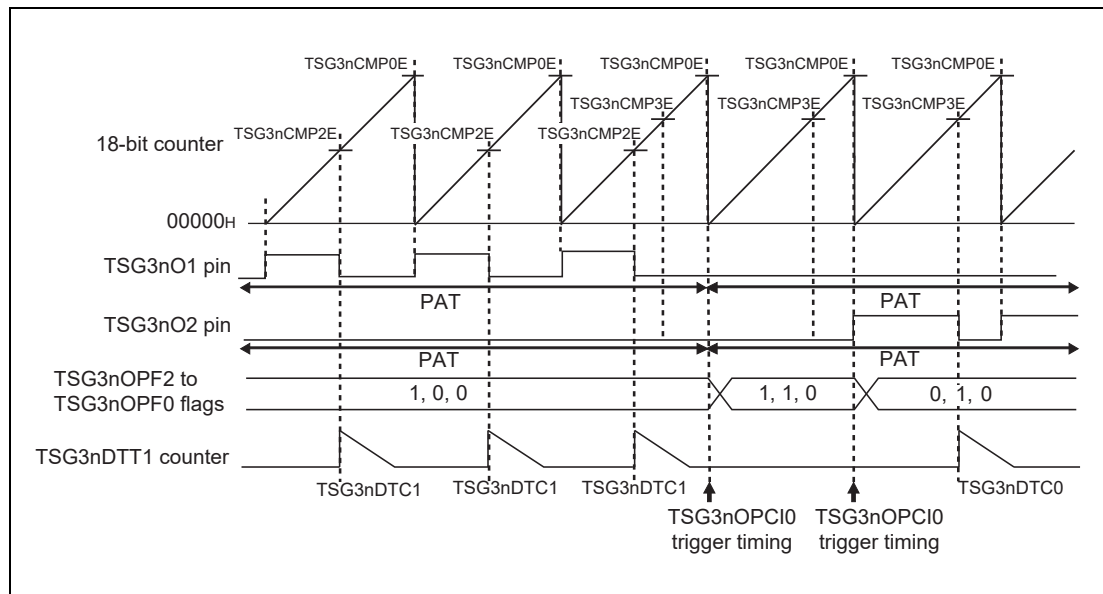 TSG3nCMP0E TSG3nCMP0E TSG3nCMP0E TSG3nCMP0E TSG3nCMP0E
TSG3nCMP3E TSG3nCMP3E TSG3nCMP3E
TSG3nCMP2E TSG3nCMP2E TSG3nCMP2E
18-bit counter
00000H
TSG3nO1 pin
PAT PAT
TSG3nO2 pin
PAT PAT
TSG3nOPF2 to
TSG3nOPF0 flags
1, 0, 0 1, 1, 0 0, 1, 0
TSG3nDTT1 counter
TSG3nDTC1 TSG3nDTC1 TSG3nDTC1 TSG3nDTC0
TSG3nOPCI0 TSG3nOPCI0
trigger timing trigger timing